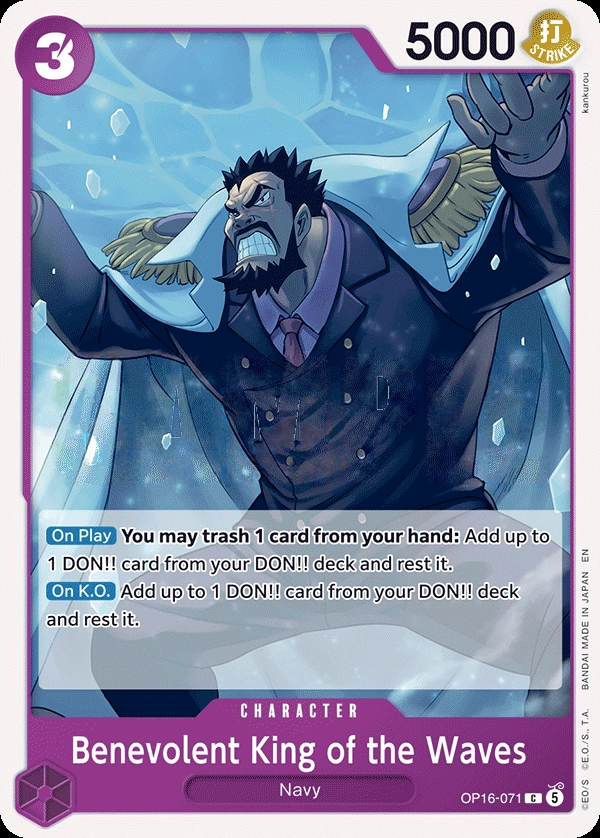 3
5000
打
STRIKE
kankurou
On Play You may trash 1 card from your hand: Add up to
1 DON!! card from your DON!! deck and rest it.
On K.O. Add up to 1 DON!! card from your DON!! deck
and rest it.
CHARACTER
Benevolent King of the Waves
Navy
OP16-071 C 5
©EO/S ©E.O./S., T.A. BANDAI MADE IN JAPAN EN